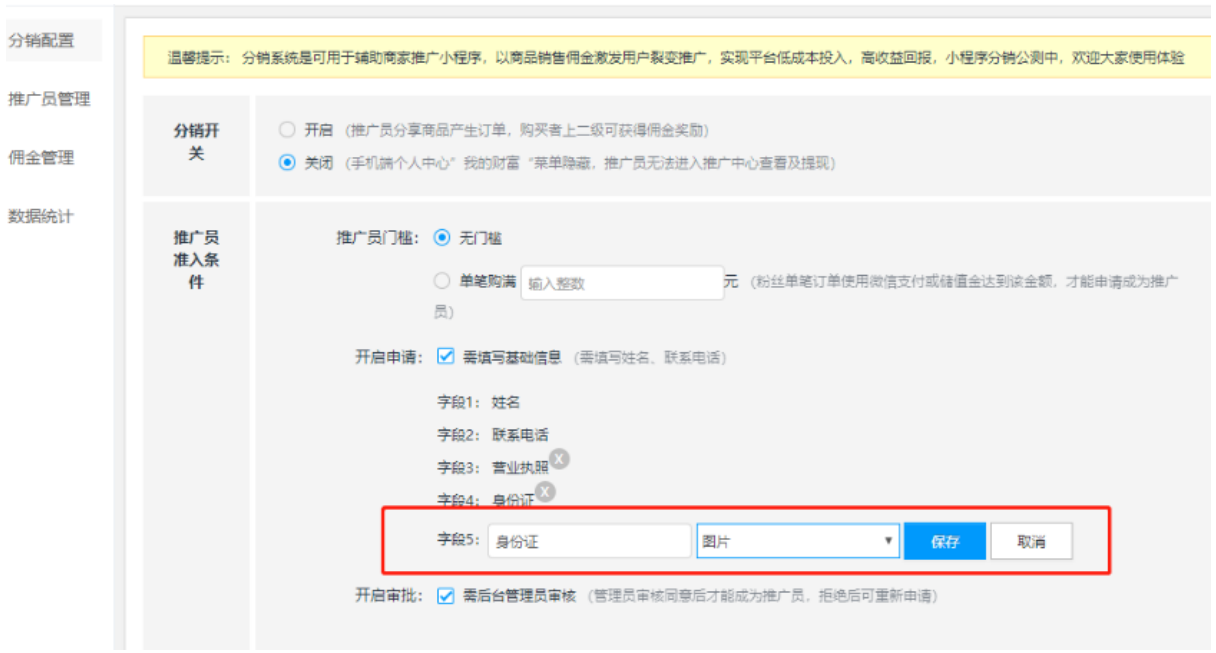 分销配置
推广员管理
佣金管理
数据统计
温馨提示：分销系统是可用于辅助商家推广小程序，以商品销售佣金激发用户裂变推广，实现平台低成本投入，高收益回报，小程序分销公测中，欢迎大家使用体验
分销开
关
开启（推广员分享商品产生订单，购买者上二级可获得佣金奖励）
关闭（手机端个人中心”我的财富“菜单隐藏，推广员无法进入推广中心查看及提现）
推广员
准入条
件
推广员门槛： 无门槛
单笔购满 输入整数 元（粉丝单笔订单使用微信支付或储值金达到该金额，才能申请成为推广
员）
开启申请： 需填写基础信息（需填写姓名、联系电话）
字段1： 姓名
字段2： 联系电话
字段3： 营业执照 X
字段4： 身份证 X
字段5： 身份证 图片 保存 取消
开启审批： 需后台管理员审核（管理员审核同意后才能成为推广员，拒绝后可重新申请）